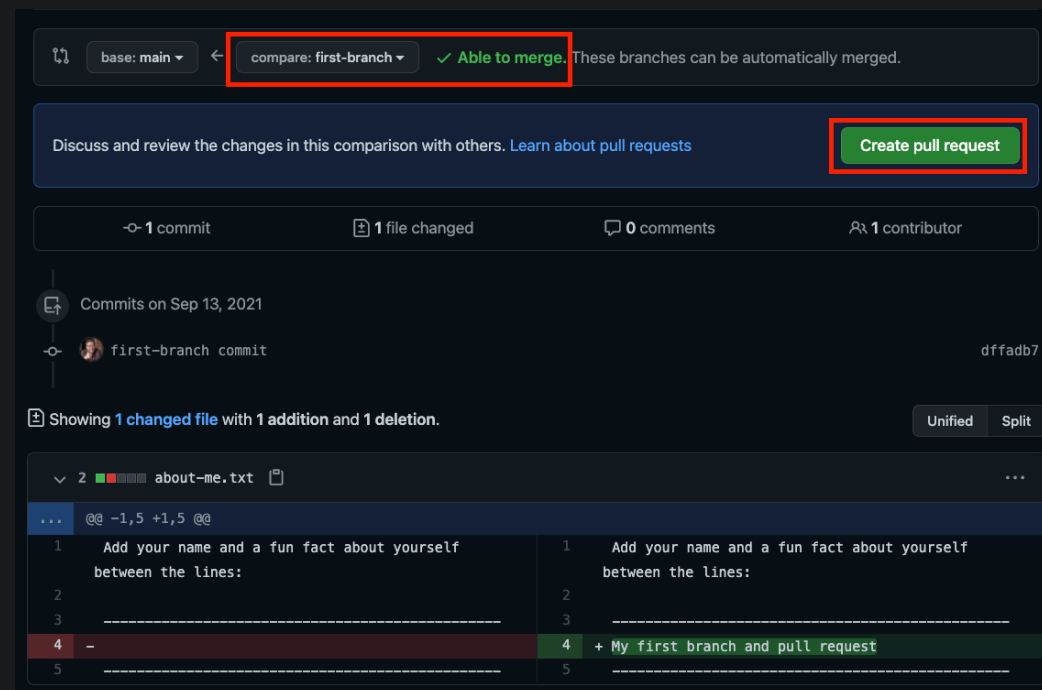 base: main compare: first-branch Able to merge. These branches can be automatically merged.
Discuss and review the changes in this comparison with others. Learn about pull requests Create pull request
1 commit 1 file changed 0 comments 1 contributor
Commits on Sep 13, 2021
first-branch commit dffadb7
Showing 1 changed file with 1 addition and 1 deletion. Unified Split
2 about-me.txt ...
... @@ -1,5 +1,5 @@
1 Add your name and a fun fact about yourself 1 Add your name and a fun fact about yourself
between the lines: between the lines:
2 2
3 ------------------------------------------------ 3 ------------------------------------------------
4 - 4 + My first branch and pull request
5 ------------------------------------------------ 5 ------------------------------------------------